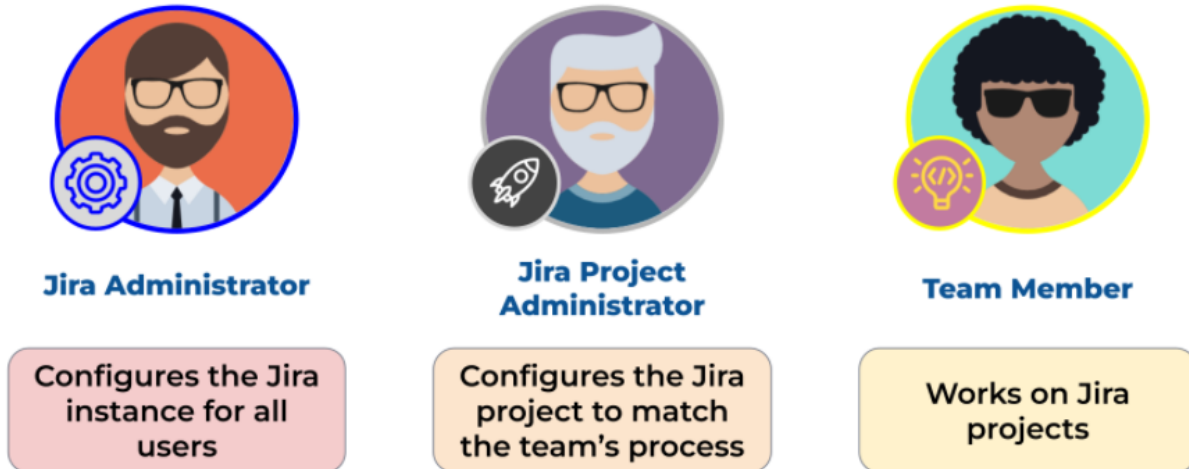 Jira Administrator
Jira Project
Administrator
Team Member
Configures the Jira
instance for all
users
Configures the Jira
project to match
the team's process
Works on Jira
projects
</>